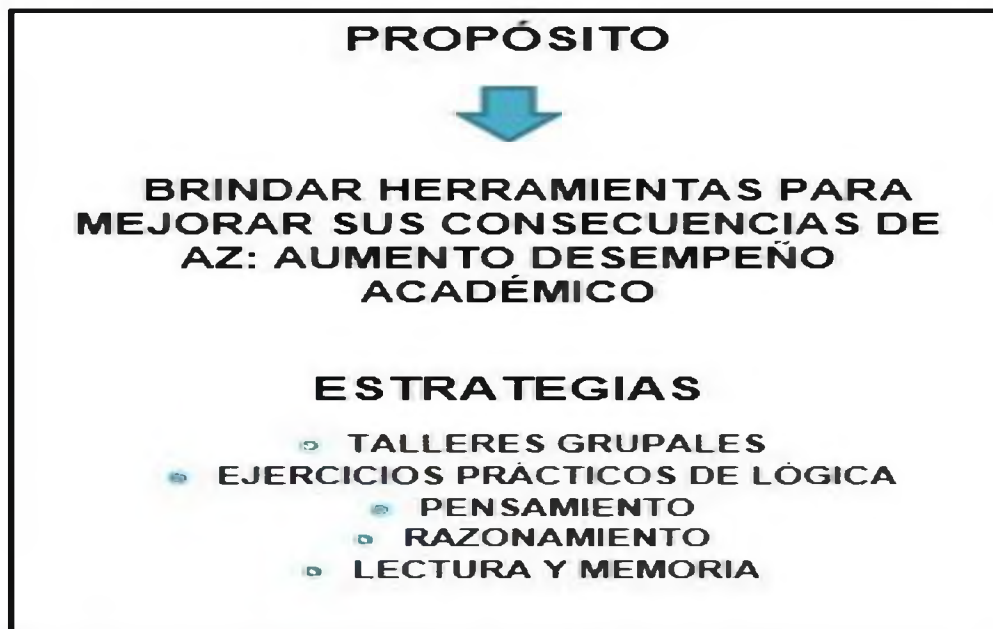 PROPÓSITO
BRINDAR HERRAMIENTAS PARA
MEJORAR SUS CONSECUENCIAS DE
AZ: AUMENTO DESEMPEÑO
ACADÉMICO
ESTRATEGIAS
TALLERES GRUPALES
EJERCICIOS PRÁCTICOS DE LÓGICA
PENSAMIENTO
RAZONAMIENTO
LECTURA Y MEMORIA